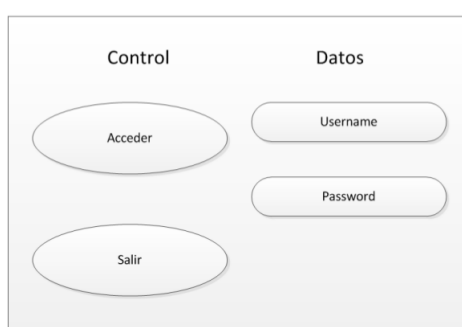 Control
Datos
Acceder
Username
Password
Salir